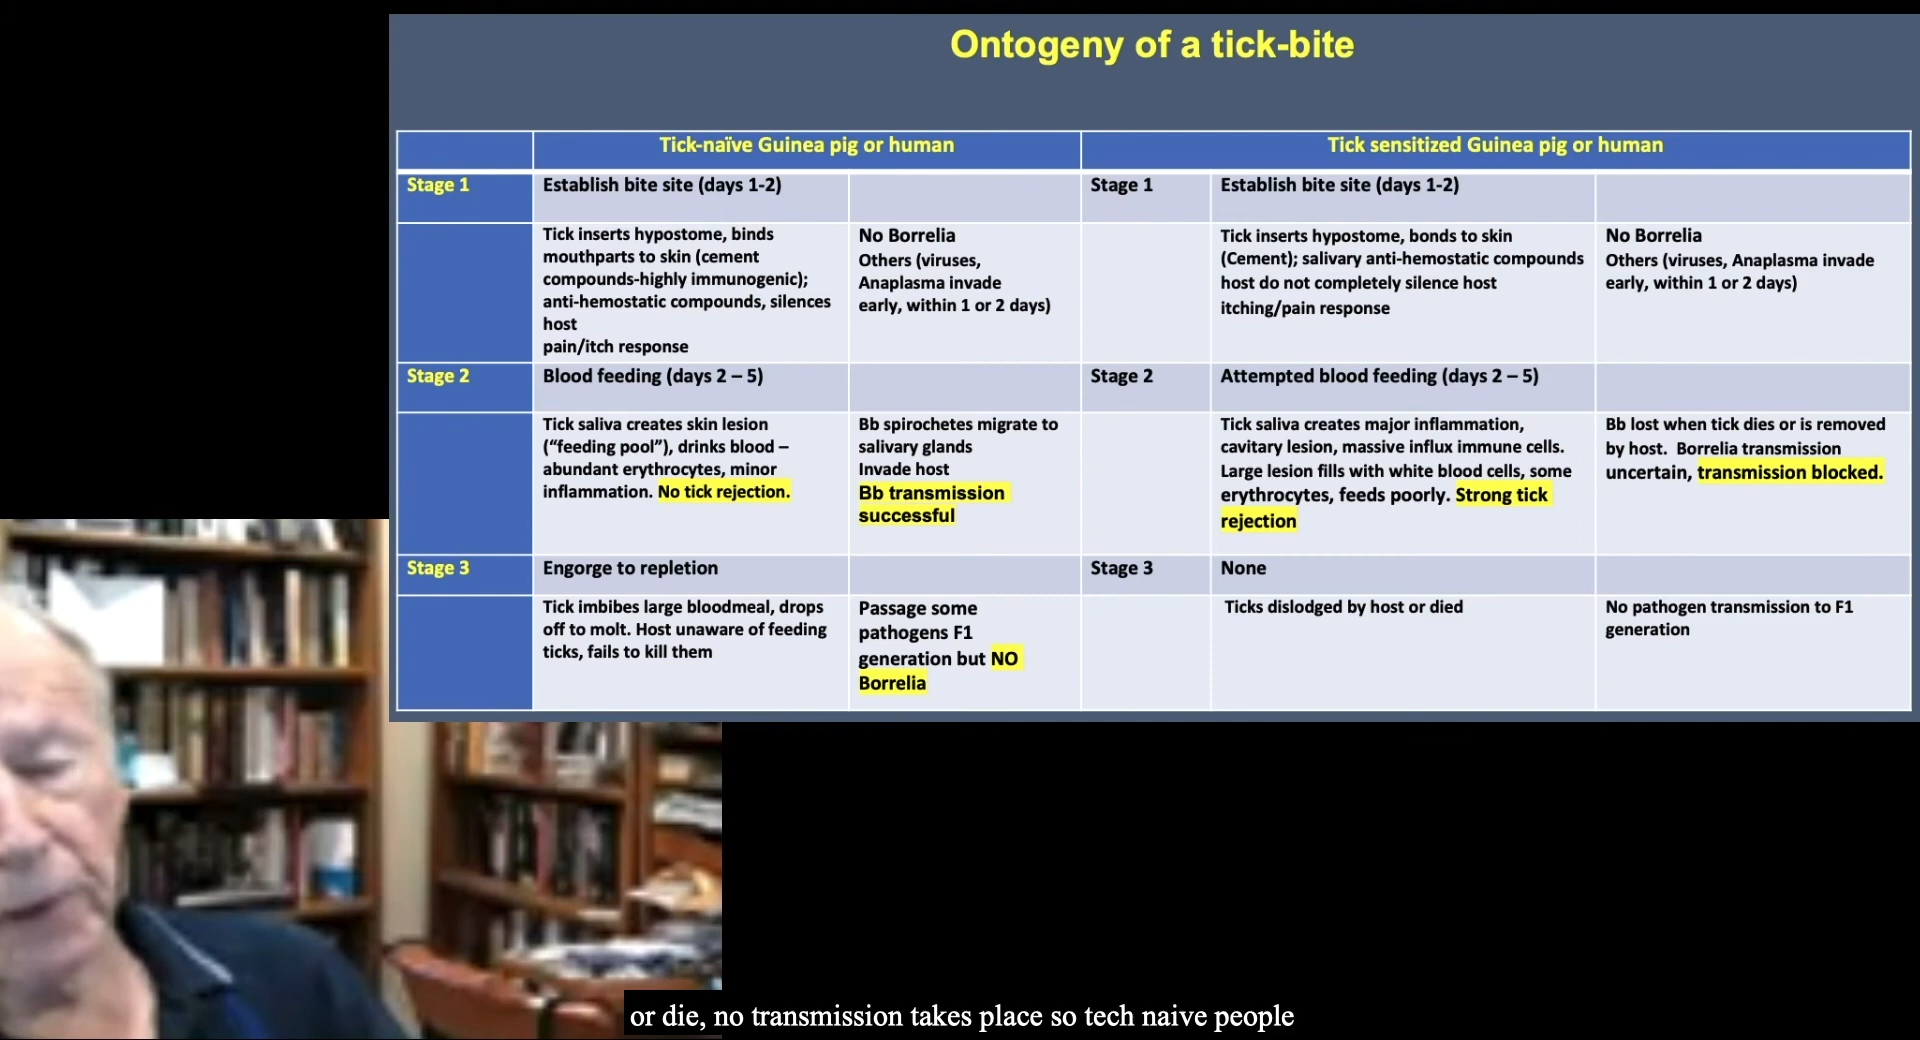 Ontogeny of a tick-bite
Tick-naïve Guinea pig or human
Tick sensitized Guinea pig or human
Stage 1
Establish bite site (days 1-2)
Stage 1
Establish bite site (days 1-2)
Tick inserts hypostome, binds
mouthparts to skin (cement
compounds-highly immunogenic);
anti-hemostatic compounds, silences
host
pain/itch response
No Borrelia
Others (viruses,
Anaplasma invade
early, within 1 or 2 days)
Tick inserts hypostome, bonds to skin
(Cement); salivary anti-hemostatic compounds
host do not completely silence host
itching/pain response
No Borrelia
Others (viruses, Anaplasma invade
early, within 1 or 2 days)
Stage 2
Blood feeding (days 2 – 5)
Stage 2
Attempted blood feeding (days 2 – 5)
Tick saliva creates skin lesion
(“feeding pool”), drinks blood –
abundant erythrocytes, minor
inflammation. No tick rejection.
Bb spirochetes migrate to
salivary glands
Invade host
Bb transmission
successful
Tick saliva creates major inflammation,
cavitary lesion, massive influx immune cells.
Large lesion fills with white blood cells, some
erythrocytes, feeds poorly. Strong tick
rejection
Bb lost when tick dies or is removed
by host.  Borrelia transmission
uncertain, transmission blocked.
Stage 3
Engorge to repletion
Stage 3
None
Tick imbibes large bloodmeal, drops
off to molt. Host unaware of feeding
ticks, fails to kill them
Passage some
pathogens F1
generation but NO
Borrelia
Ticks dislodged by host or died
No pathogen transmission to F1
generation
or die, no transmission takes place so tech naive people